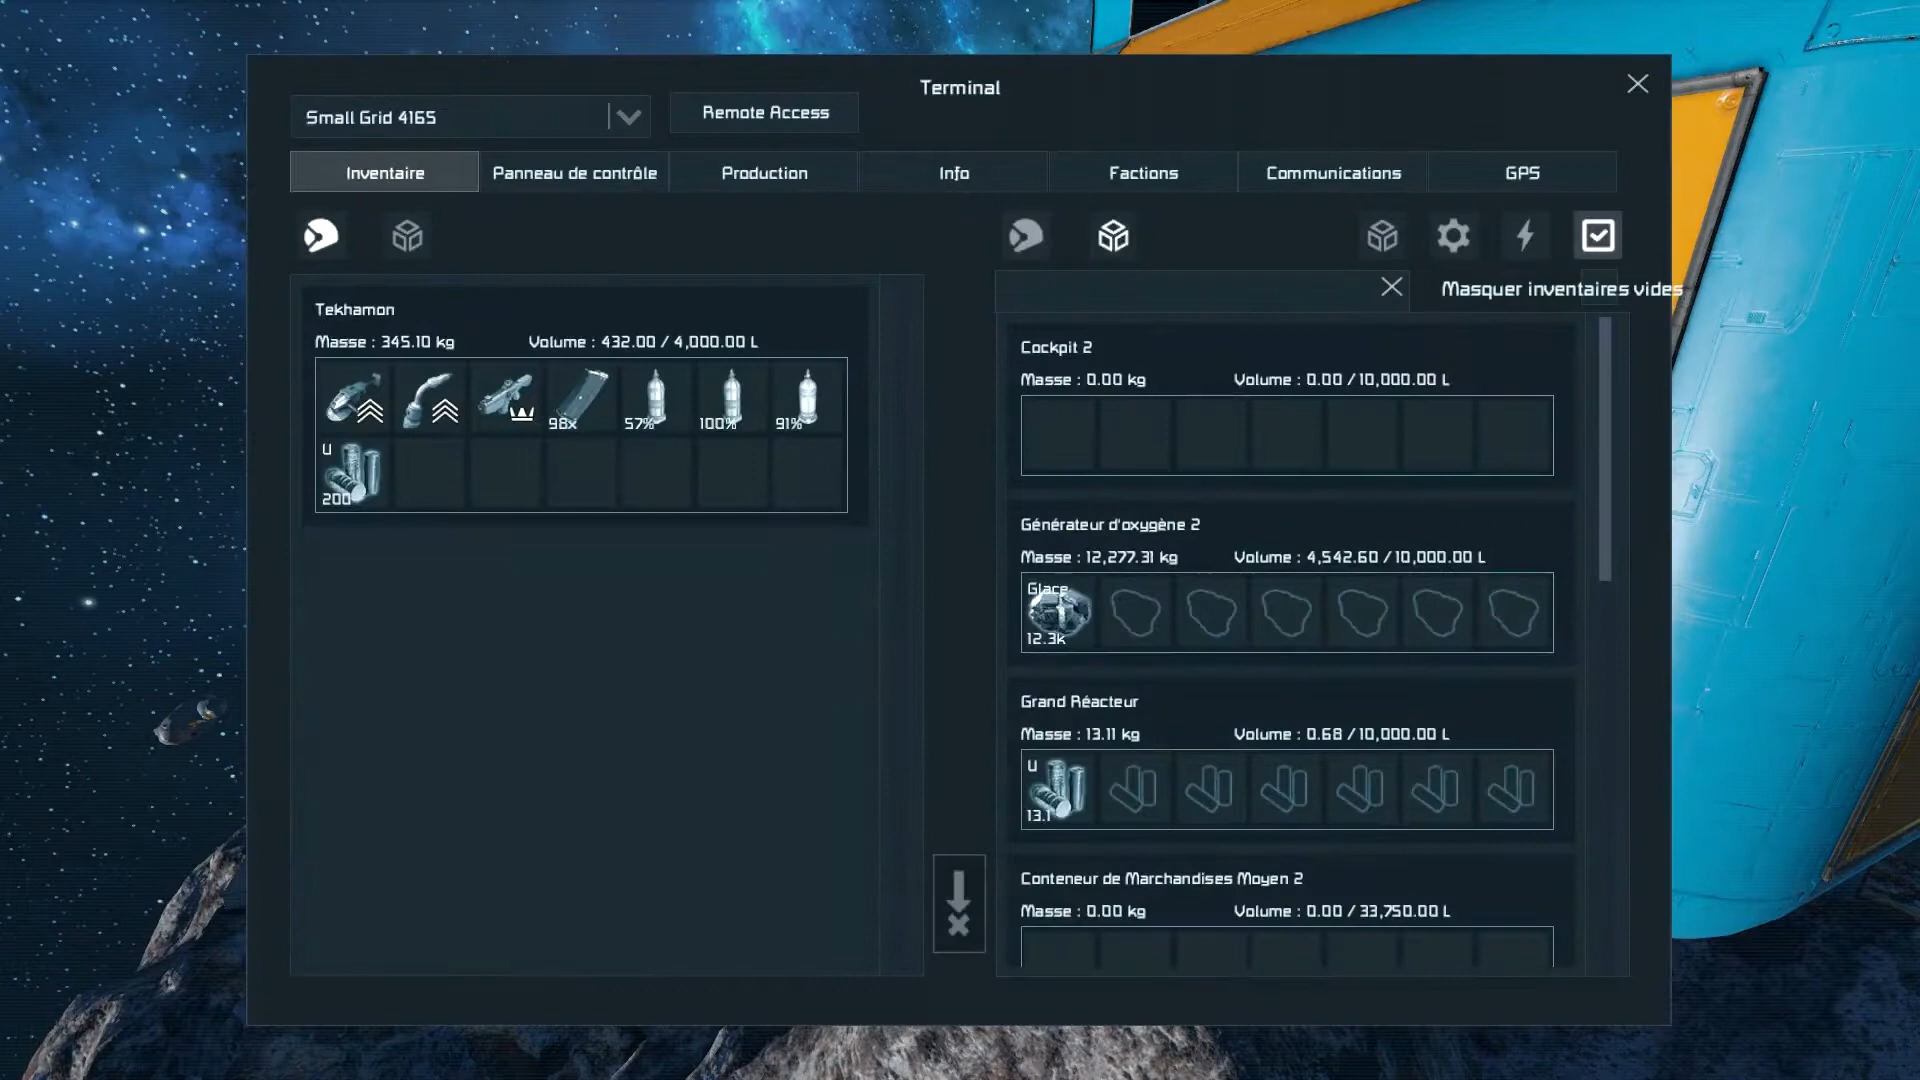 Terminal
Small Grid 4165
Remote Access
Inventaire
Panneau de contrôle
Production
Info
Factions
Communications
GPS
Masquer inventaires vides
Tekhamon
Masse : 345.10 kg
Volume : 432.00 / 4,000.00 L
98x
57%
100%
91%
U
200
Cockpit 2
Masse : 0.00 kg
Volume : 0.00 / 10,000.00 L
Générateur d'oxygène 2
Masse : 12,277.31 kg
Volume : 4,542.60 / 10,000.00 L
Glace
12.3k
Grand Réacteur
Masse : 13.11 kg
Volume : 0.68 / 10,000.00 L
U
13.1
Conteneur de Marchandises Moyen 2
Masse : 0.00 kg
Volume : 0.00 / 33,750.00 L